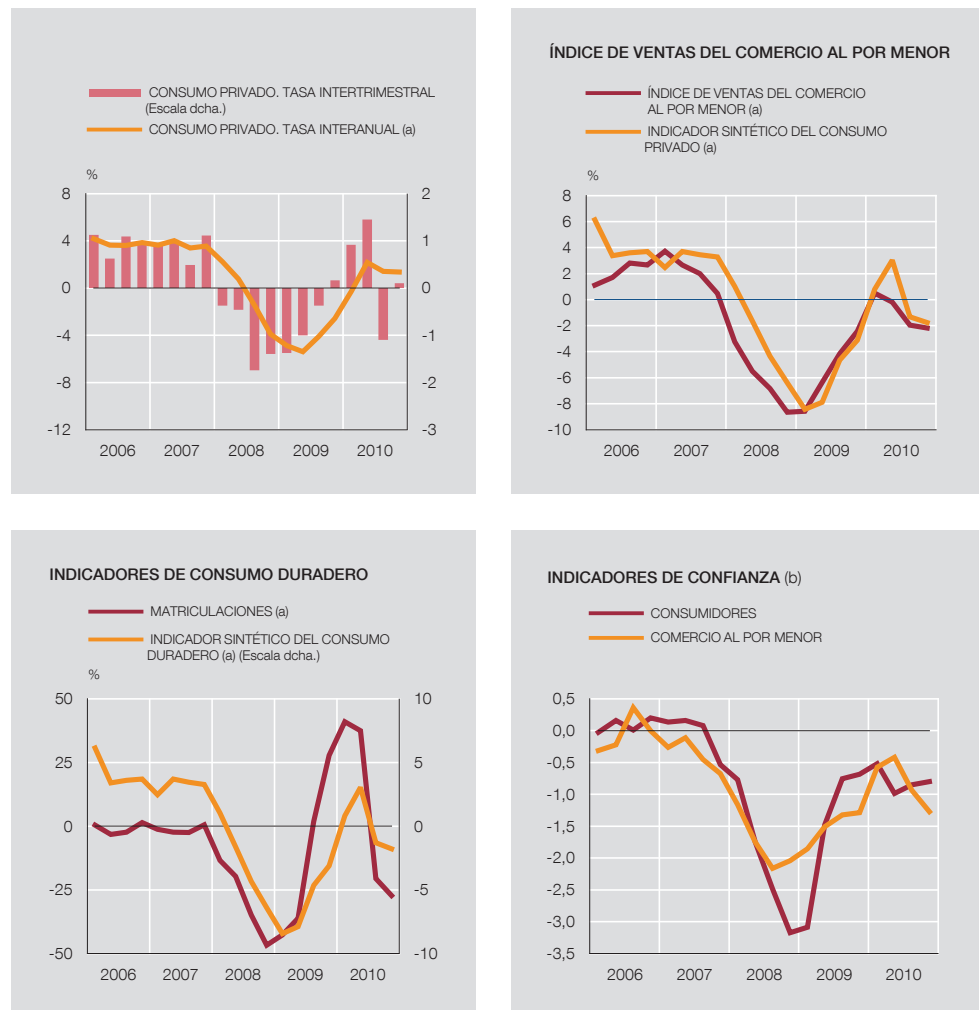 CONSUMO PRIVADO. TASA INTERTRIMESTRAL
(Escala dcha.)
CONSUMO PRIVADO. TASA INTERANUAL (a)
%
8 2
4 1
0 0
-4 -1
-8 -2
-12 -3
2006 2007 2008 2009 2010
ÍNDICE DE VENTAS DEL COMERCIO AL POR MENOR
ÍNDICE DE VENTAS DEL COMERCIO
AL POR MENOR (a)
INDICADOR SINTÉTICO DEL CONSUMO
PRIVADO (a)
%
8
6
4
2
0
-2
-4
-6
-8
-10
2006 2007 2008 2009 2010
INDICADORES DE CONSUMO DURADERO
MATRICULACIONES (a)
INDICADOR SINTÉTICO DEL CONSUMO
DURADERO (a) (Escala dcha.)
%
50 10
25 5
0 0
-25 -5
-50 -10
2006 2007 2008 2009 2010
INDICADORES DE CONFIANZA (b)
CONSUMIDORES
COMERCIO AL POR MENOR
0,5
0,0
-0,5
-1,0
-1,5
-2,0
-2,5
-3,0
-3,5
2006 2007 2008 2009 2010